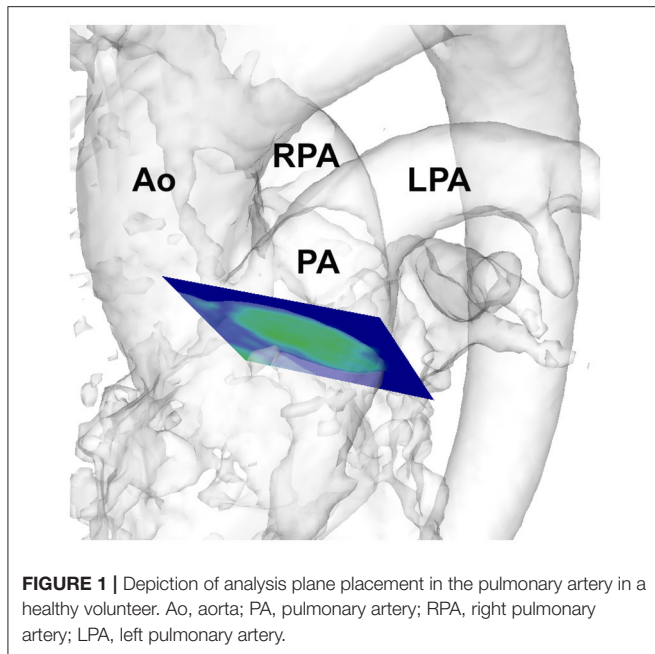 RPA
Ao
LPA
PA
FIGURE 1 | Depiction of analysis plane placement in the pulmonary artery in a
healthy volunteer. Ao, aorta; PA, pulmonary artery; RPA, right pulmonary
artery; LPA, left pulmonary artery.